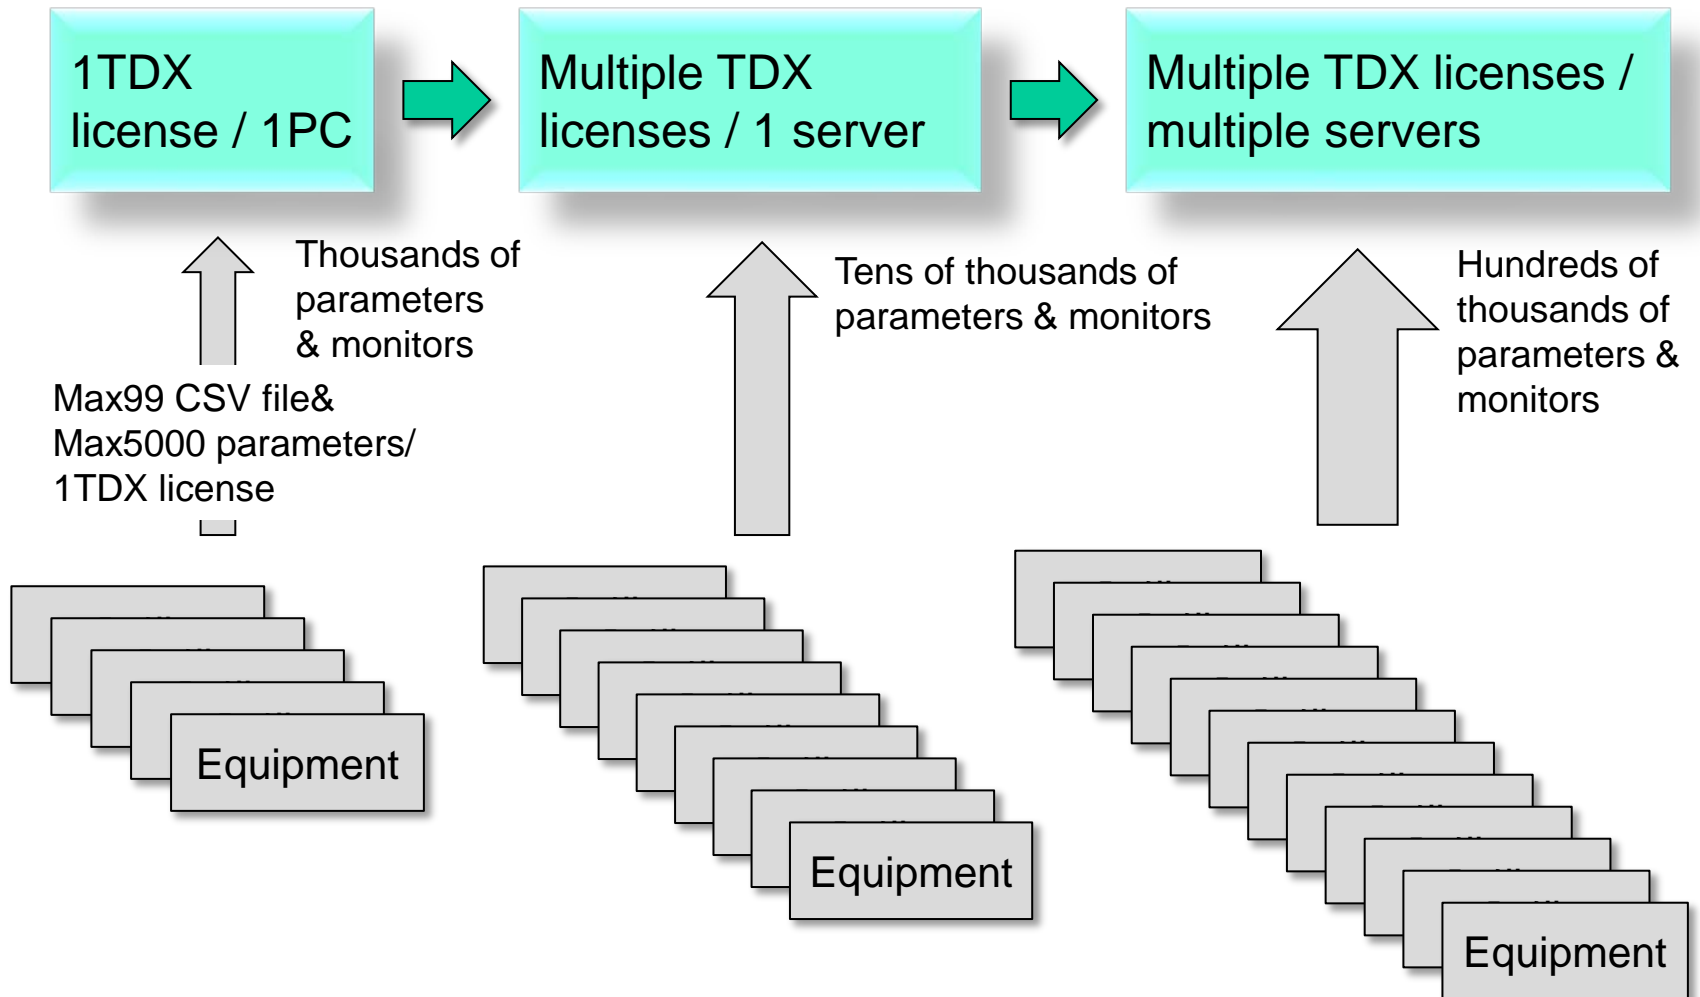 1TDX
license / 1PC
Multiple TDX
licenses / 1 server
Multiple TDX licenses /
multiple servers
Thousands of
parameters
& monitors
Tens of thousands of
parameters & monitors
Hundreds of
thousands of
parameters &
monitors
Max99 CSV file&
Max5000 parameters/
1TDX license
Equipment
Equipment
Equipment